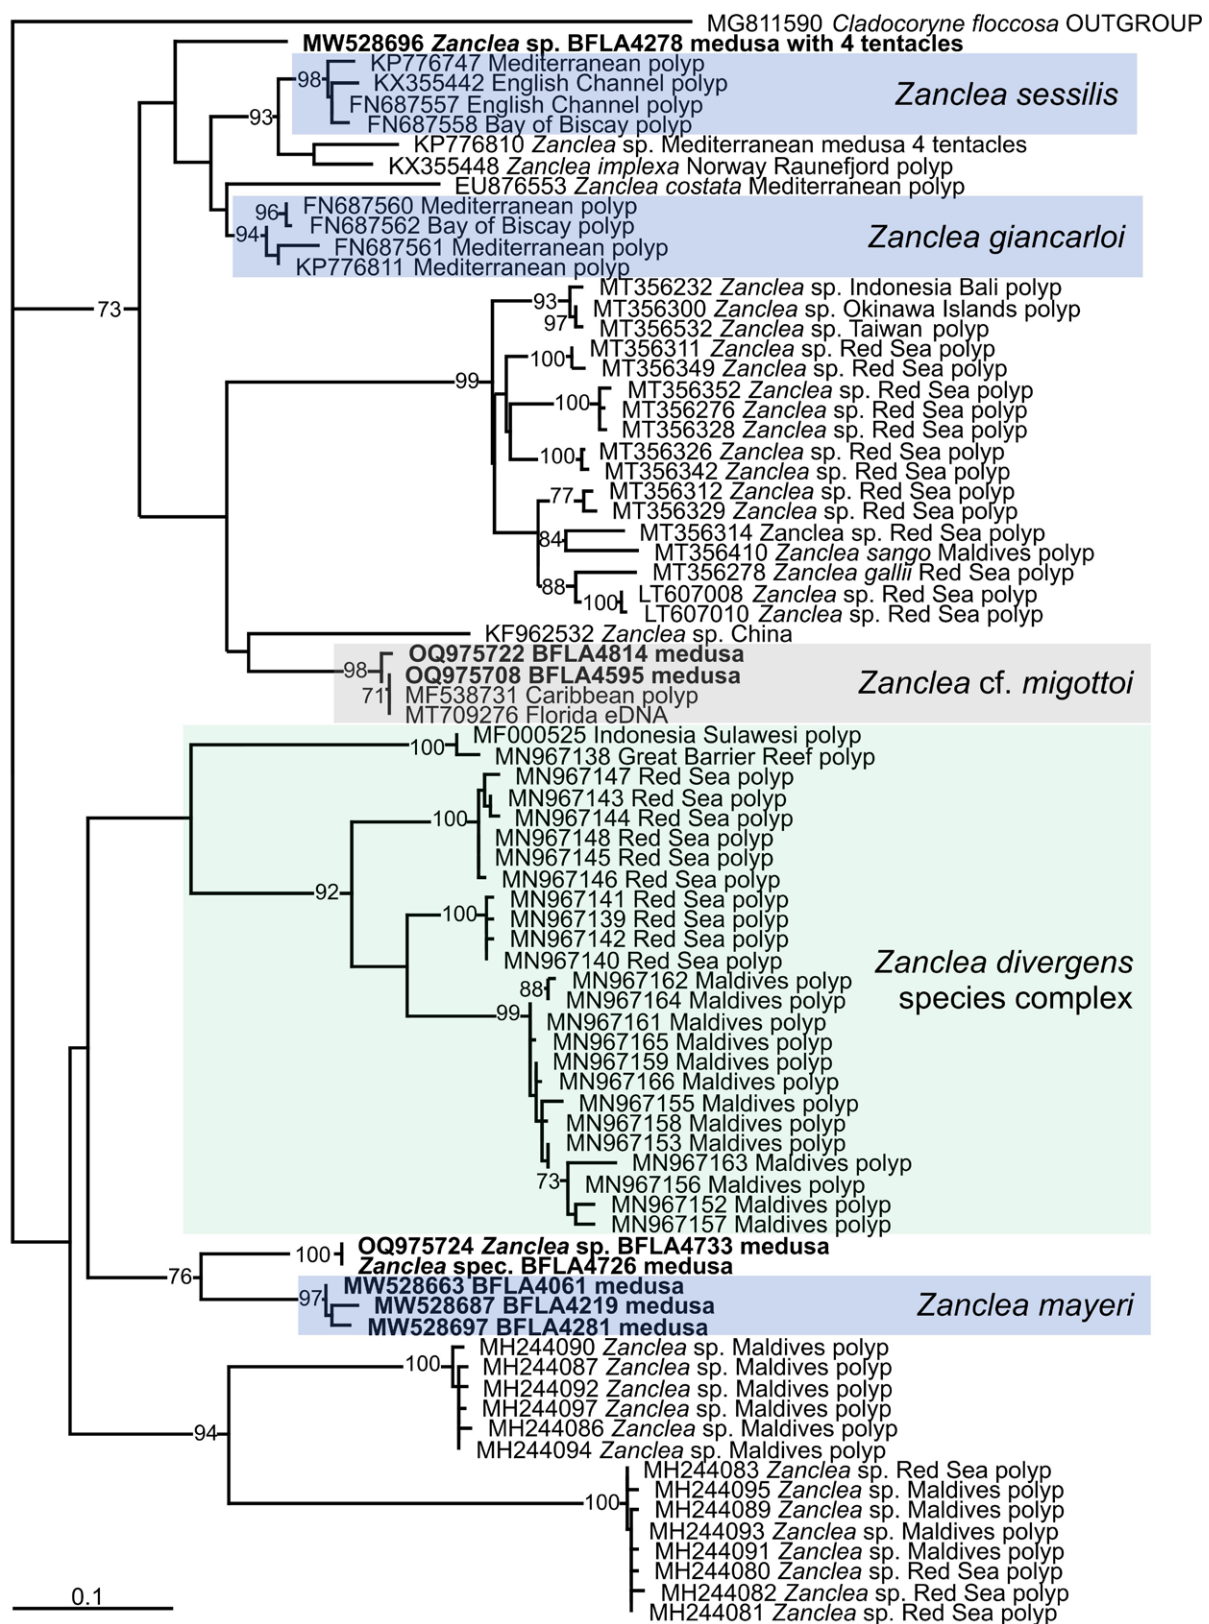 MG811590 Cladocoryne floccosa OUTGROUP
MW528696 Zanclea sp. BFLA4278 medusa with 4 tentacles
KP776747 Mediterranean polyp
98
KX355442 English Channel polyp
Zanclea sessilis
FN687557 English Channel polyp
93
FN687558 Bay of Biscay polyp
KP776810 Zanclea sp. Mediterranean medusa 4 tentacles
KX355448 Zanclea implexa Norway Raunefjord polyp
EU876553 Zanclea costata Mediterranean polyp
96
FN687560 Mediterranean polyp
FN687562 Bay of Biscay polyp
94
Zanclea giancarloi
FN687561 Mediterranean polyp
KP776811 Mediterranean polyp
MT356232 Zanclea sp. Indonesia Bali polyp
93
73
MT356300 Zanclea sp. Okinawa Islands polyp
97
MT356532 Zanclea sp. Taiwan polyp
MT356311 Zanclea sp. Red Sea polyp
100
MT356349 Zanclea sp. Red Sea polyp
99
MT356352 Zanclea sp. Red Sea polyp
100
MT356276 Zanclea sp. Red Sea polyp
MT356328 Zanclea sp. Red Sea polyp
MT356326 Zanclea sp. Red Sea polyp
100
MT356342 Zanclea sp. Red Sea polyp
MT356312 Zanclea sp. Red Sea polyp
77
MT356329 Zanclea sp. Red Sea polyp
MT356314 Zanclea sp. Red Sea polyp
84
MT356410 Zanclea sango Maldives polyp
MT356278 Zanclea gallii Red Sea polyp
88
LT607008 Zanclea sp. Red Sea polyp
100
LT607010 Zanclea sp. Red Sea polyp
KF962532 Zanclea sp. China
OQ975722 BFLA4814 medusa
98
OQ975708 BFLA4595 medusa
Zanclea cf. migottoi
71
MF538731 Caribbean polyp
MT709276 Florida eDNA
MF000525 Indonesia Sulawesi polyp
100
MN967138 Great Barrier Reef polyp
MN967147 Red Sea polyp
MN967143 Red Sea polyp
100
MN967144 Red Sea polyp
MN967148 Red Sea polyp
MN967145 Red Sea polyp
MN967146 Red Sea polyp
92
MN967141 Red Sea polyp
100
MN967139 Red Sea polyp
MN967142 Red Sea polyp
MN967140 Red Sea polyp
Zanclea divergens
species complex
MN967162 Maldives polyp
88
MN967164 Maldives polyp
99
MN967161 Maldives polyp
MN967165 Maldives polyp
MN967159 Maldives polyp
MN967166 Maldives polyp
MN967155 Maldives polyp
MN967158 Maldives polyp
MN967153 Maldives polyp
MN967163 Maldives polyp
73
MN967156 Maldives polyp
MN967152 Maldives polyp
MN967157 Maldives polyp
OQ975724 Zanclea sp. BFLA4733 medusa
100
Zanclea spec. BFLA4726 medusa
76
MW528663 BFLA4061 medusa
97
MW528687 BFLA4219 medusa
Zanclea mayeri
MW528697 BFLA4281 medusa
MH244090 Zanclea sp. Maldives polyp
100
MH244087 Zanclea sp. Maldives polyp
MH244092 Zanclea sp. Maldives polyp
MH244097 Zanclea sp. Maldives polyp
MH244086 Zanclea sp. Maldives polyp
94
MH244094 Zanclea sp. Maldives polyp
MH244083 Zanclea sp. Red Sea polyp
MH244095 Zanclea sp. Maldives polyp
100
MH244089 Zanclea sp. Maldives polyp
MH244093 Zanclea sp. Maldives polyp
MH244091 Zanclea sp. Maldives polyp
MH244080 Zanclea sp. Red Sea polyp
MH244082 Zanclea sp. Red Sea polyp
MH244081 Zanclea sp. Red Sea polyp
0.1